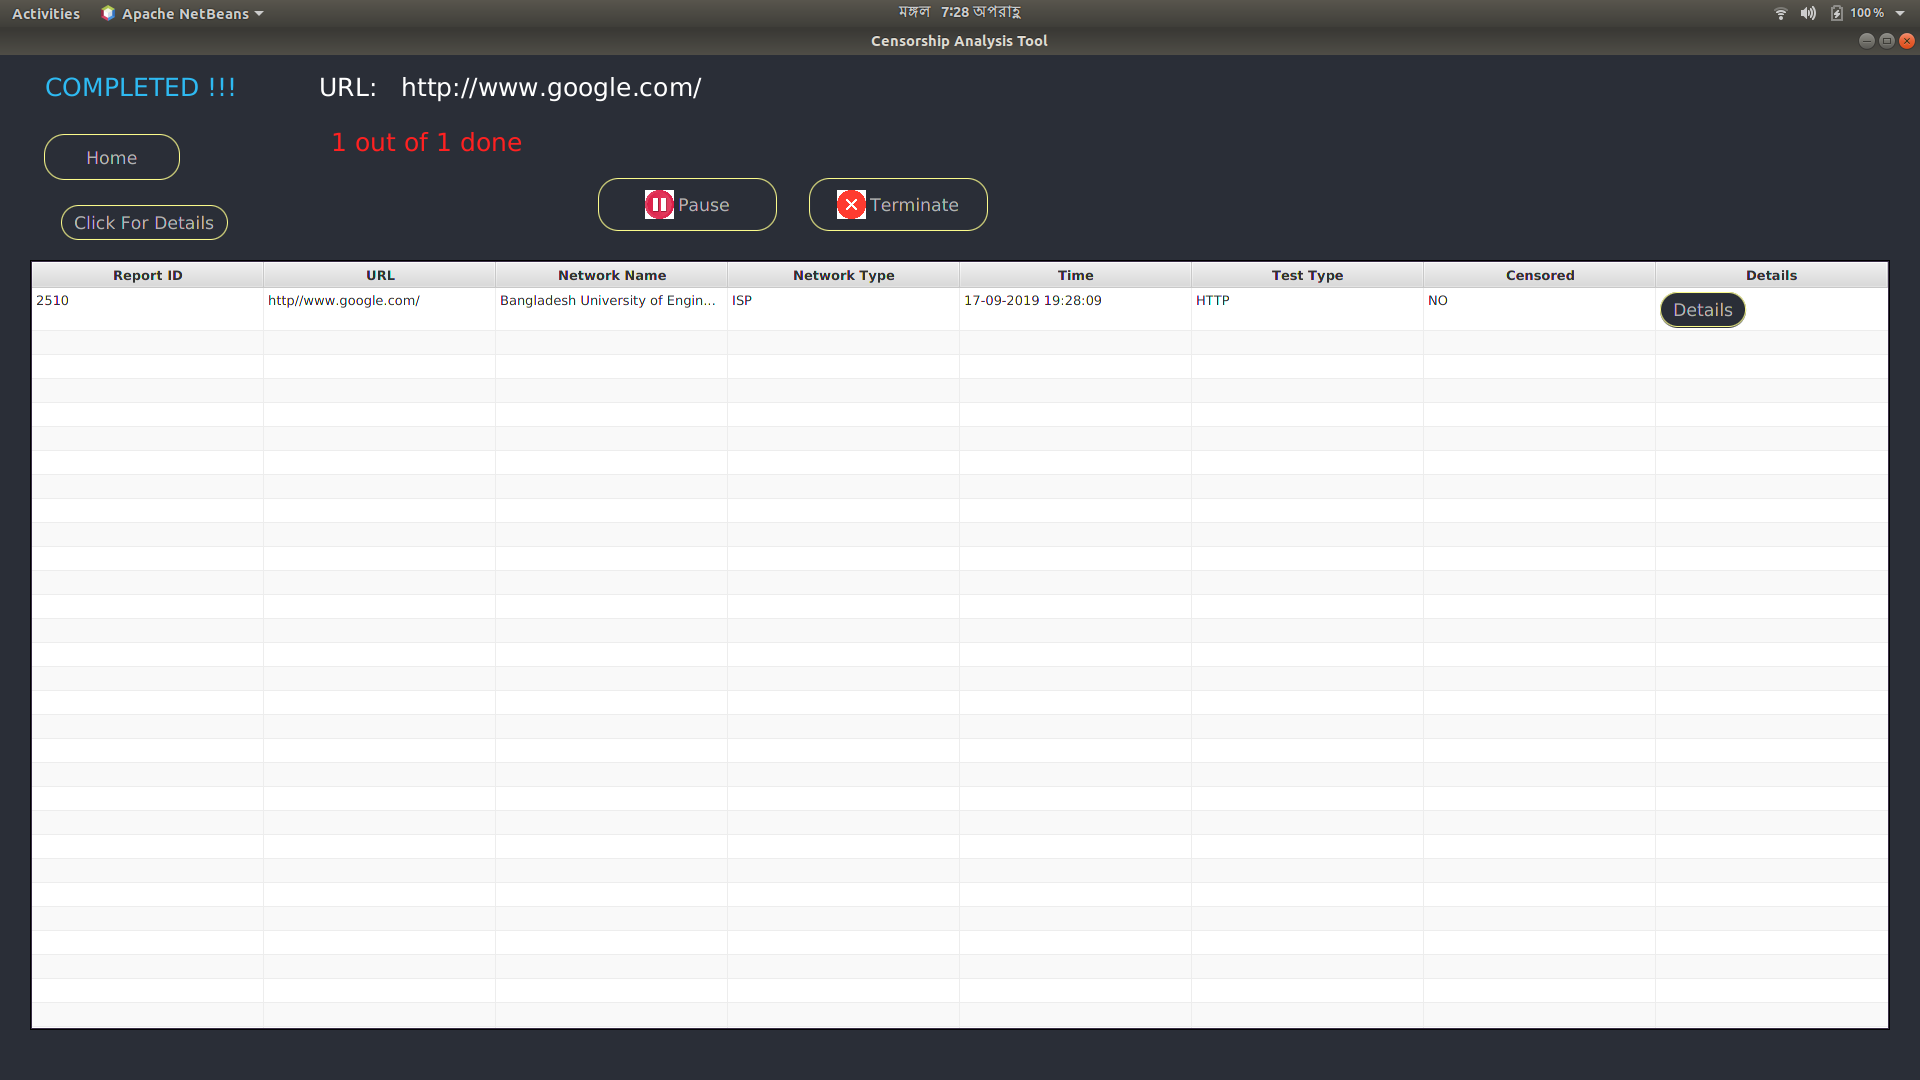 Activities Apache NetBeans মঙ্গল 7:28 অপরাহ্ণ 100 %
Censorship Analysis Tool
COMPLETED !!! URL: http://www.google.com/
1 out of 1 done
Home
Pause Terminate
Click For Details
Report ID URL Network Name Network Type Time Test Type Censored Details
2510 http//www.google.com/ Bangladesh University of Engin... ISP 17-09-2019 19:28:09 HTTP NO Details